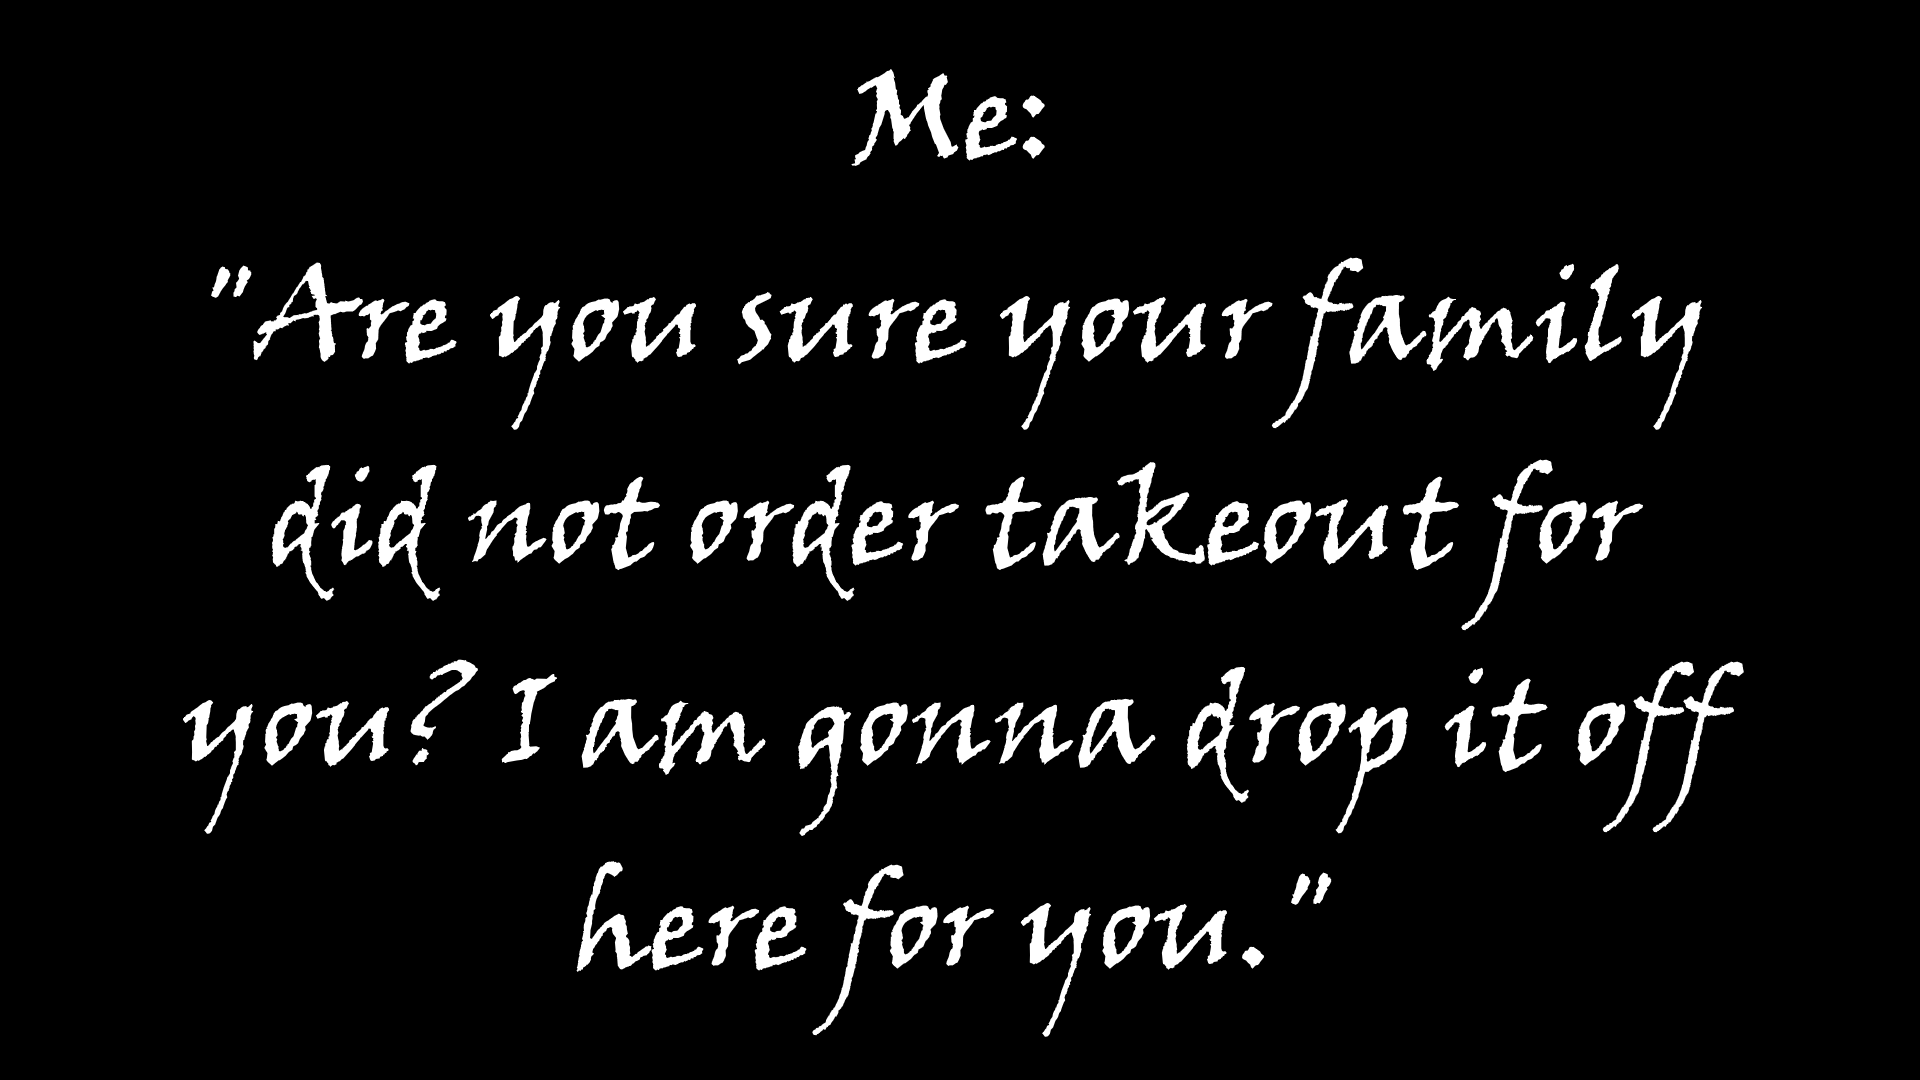 Me:
"Are you sure your family
did not order takeout for
you? I am gonna drop it off
here for you."